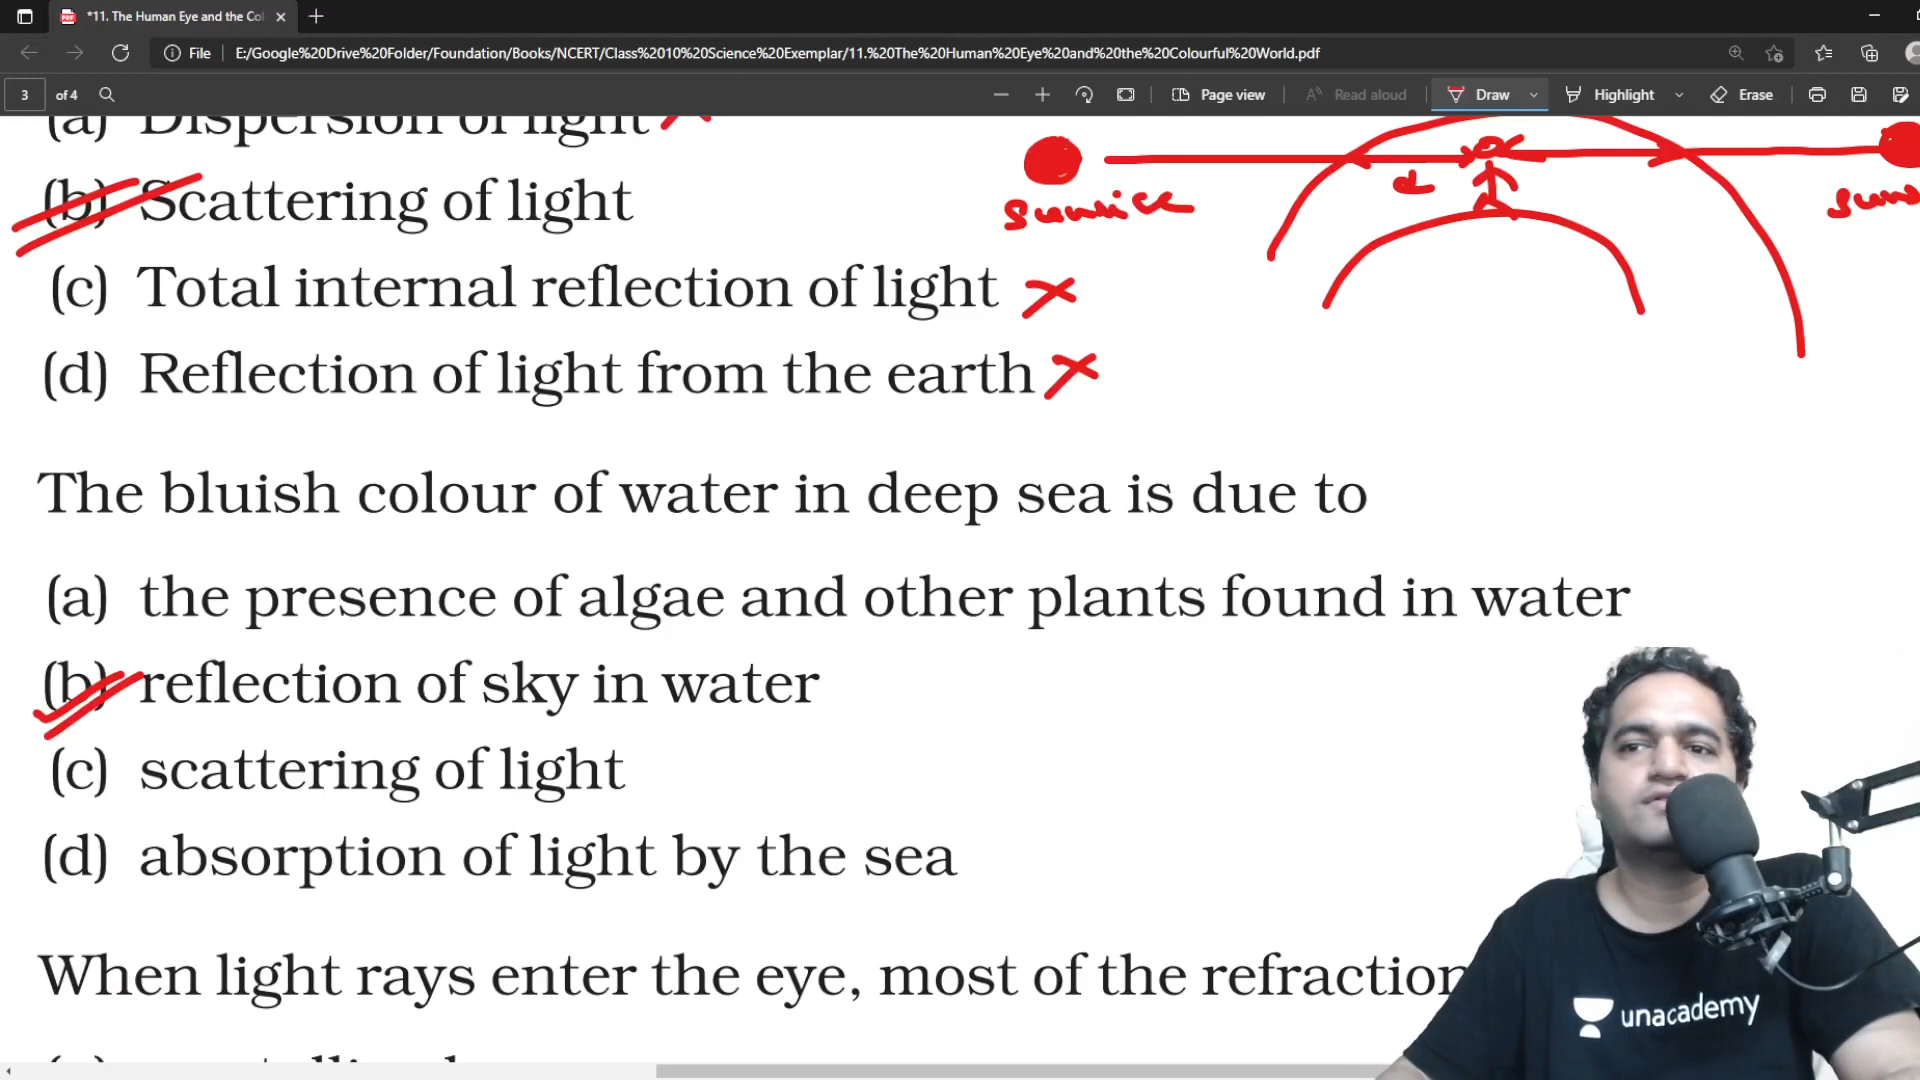 *11. The Human Eye and the Col
File
E:/Google%20Drive%20Folder/Foundation/Books/NCERT/Class%2010%20Science%20Exemplar/11.%20The%20Human%20Eye%20and%20the%20Colourful%20World.pdf
3 of 4
Page view
Read aloud
Draw
Highlight
Erase
(a) Dispersion of light
(b) Scattering of light
(c) Total internal reflection of light
(d) Reflection of light from the earth
sunrise
d
The bluish colour of water in deep sea is due to
(a) the presence of algae and other plants found in water
(b) reflection of sky in water
(c) scattering of light
(d) absorption of light by the sea
When light rays enter the eye, most of the refraction
unacademy